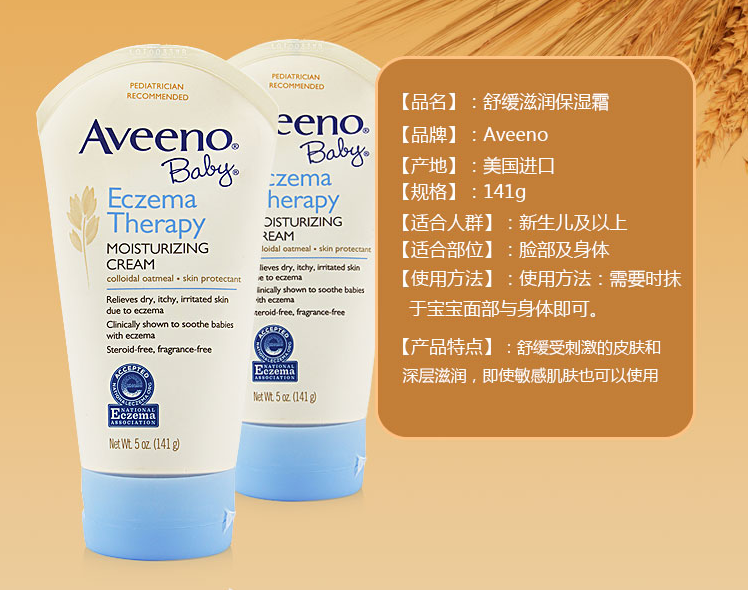 PEDIATRICIAN
RECOMMENDED
Aveeno®
Baby®
Eczema
Therapy
MOISTURIZING
CREAM
colloidal oatmeal • skin protectant
Relieves dry, itchy, irritated skin
due to eczema
Clinically shown to soothe babies
with eczema
Steroid-free, fragrance-free
ACCEPTED
NATIONALECZEMA.ORG
NATIONAL
Eczema
ASSOCIATION
Net Wt. 5 oz. (141 g)
PEDIATRICIAN
RECOMMENDED
eeno®
Baby®
czema
herapy
OISTURIZING
REAM
lloidal oatmeal • skin protectant
lieves dry, itchy, irritated skin
e to eczema
inically shown to soothe babies
with eczema
teroid-free, fragrance-free
ACCEPTED
NATIONALECZEMA.ORG
NATIONAL
Eczema
ASSOCIATION
Net Wt. 5 oz. (141 g)
【品名】：舒缓滋润保湿霜
【品牌】：Aveeno
【产地】：美国进口
【规格】：141g
【适合人群】：新生儿及以上
【适合部位】：脸部及身体
【使用方法】：使用方法：需要时抹
于宝宝面部与身体即可。
【产品特点】：舒缓受刺激的皮肤和
深层滋润，即使敏感肌肤也可以使用